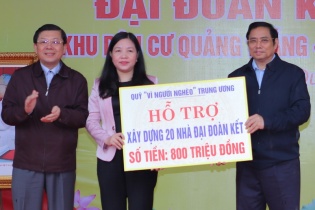 ĐẠI ĐOÀN K
KHU DÂN CƯ QUẢNG
QUỸ "VÌ NGƯỜI NGHÈO" TRUNG ƯƠNG
HỖ TRỢ
XÂY DỰNG 20 NHÀ ĐẠI ĐOÀN KẾT
SỐ TIỀN: 800 TRIỆU ĐỒNG